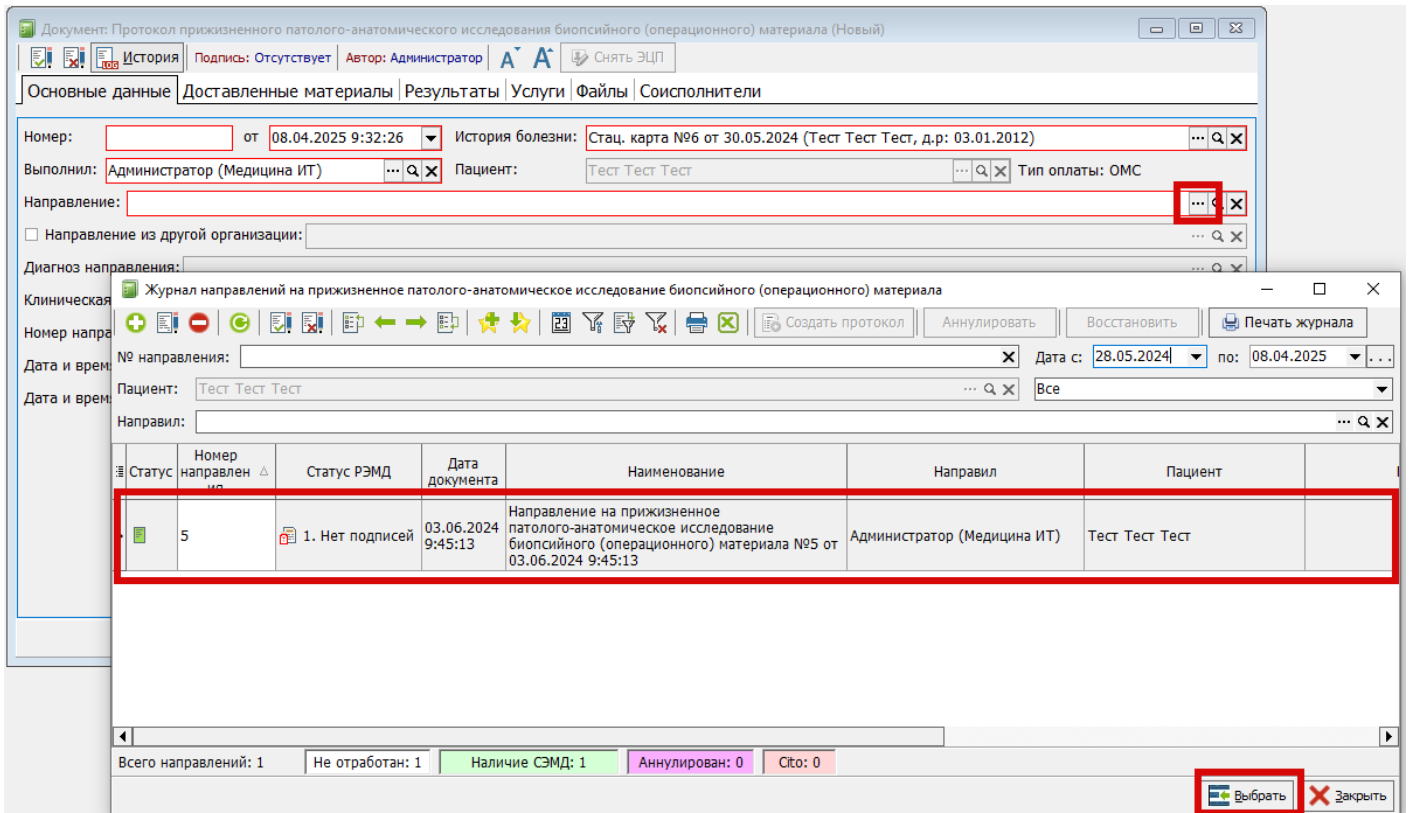 Документ: Протокол прижизненного патолого-анатомического исследования биопсийного (операционного) материала (Новый)
LOG История Подпись: Отсутствует Автор: Администратор A A Снять ЭЦП
Основные данные Доставленные материалы Результаты Услуги Файлы Соисполнители
Номер: от 08.04.2025 9:32:26 История болезни: Стац. карта №6 от 30.05.2024 (Тест Тест Тест, д.р: 03.01.2012) ...
Выполнил: Администратор (Медицина ИТ) ... Пациент: Тест Тест Тест ... Тип оплаты: ОМС
Направление: ...
Направление из другой организации: ...
Диагноз направления: ...
Клиническая
Номер напра
Дата и врем
Дата и врем
Журнал направлений на прижизненное патолого-анатомическое исследование биопсийного (операционного) материала
23 Создать протокол Аннулировать Восстановить Печать журнала
№ направления: Дата с: 28.05.2024 по: 08.04.2025 ...
Пациент: Тест Тест Тест ... Все
Направил: ...
Статус Номер направлен ия Статус РЭМД Дата документа Наименование Направил Пациент
5 1. Нет подписей 03.06.2024 9:45:13 Направление на прижизненное
патолого-анатомическое исследование
биопсийного (операционного) материала №5 от
03.06.2024 9:45:13 Администратор (Медицина ИТ) Тест Тест Тест
Всего направлений: 1 Не отработан: 1 Наличие СЭМД: 1 Аннулирован: 0 Cito: 0
Выбрать Закрыть